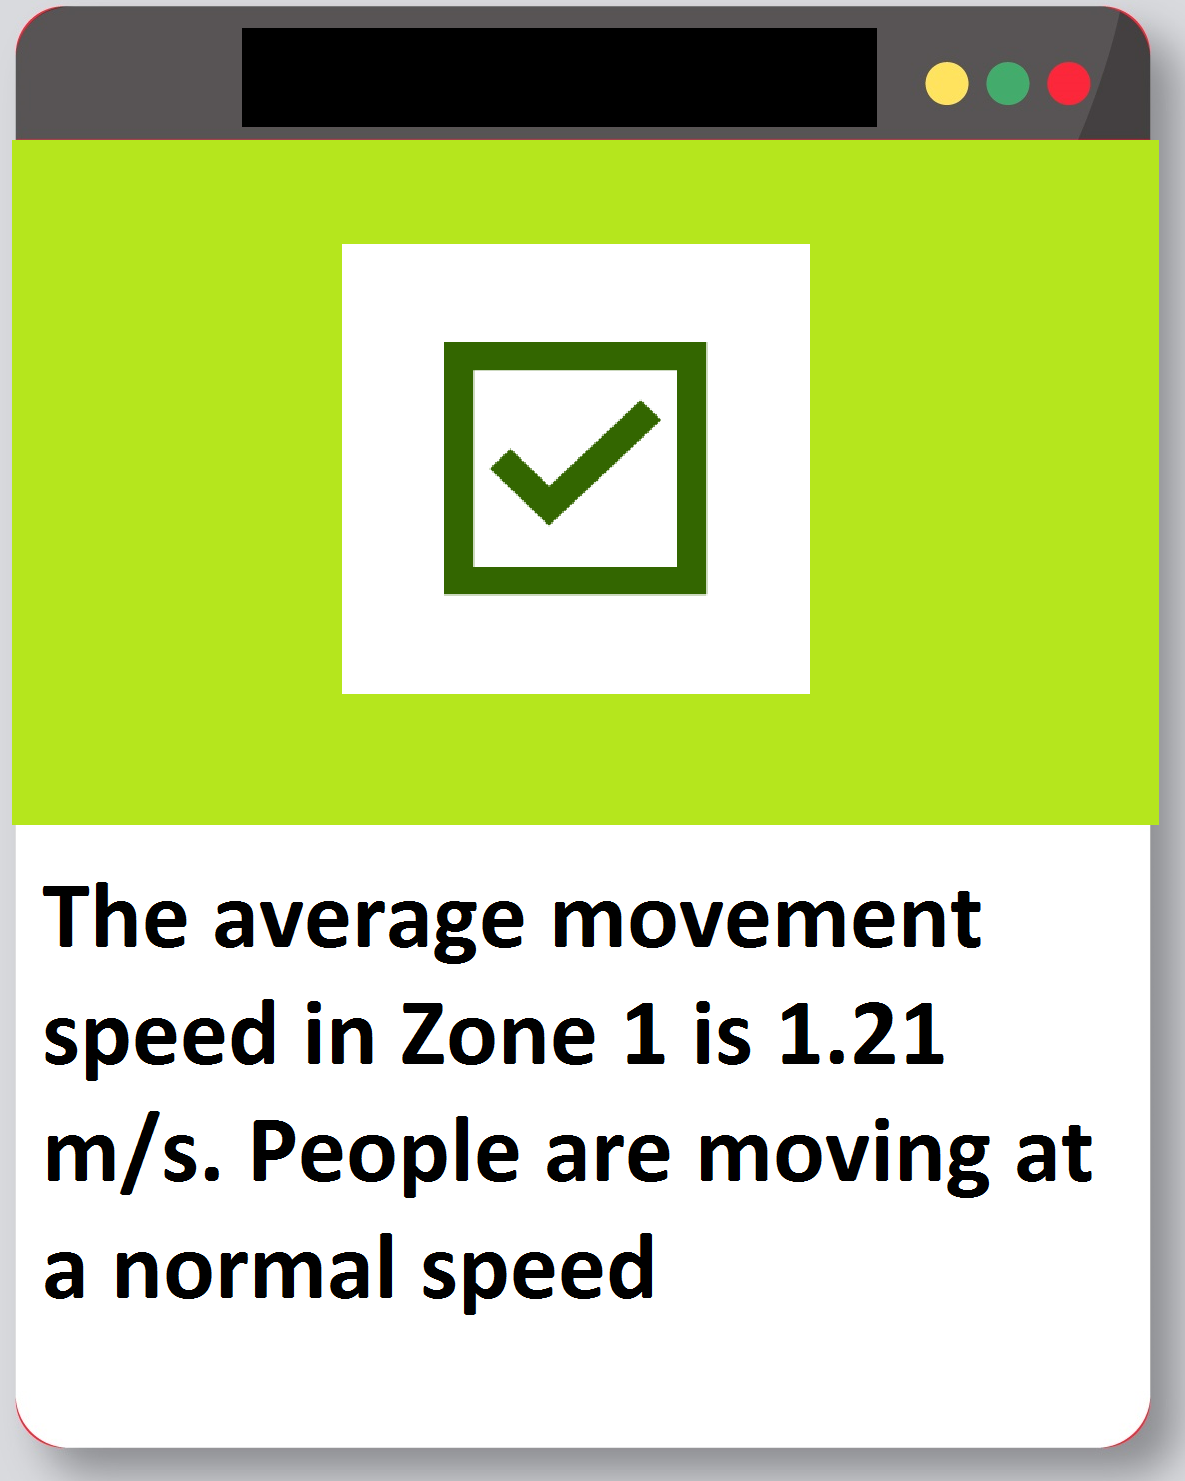 The average movement
speed in Zone 1 is 1.21
m/s. People are moving at
a normal speed